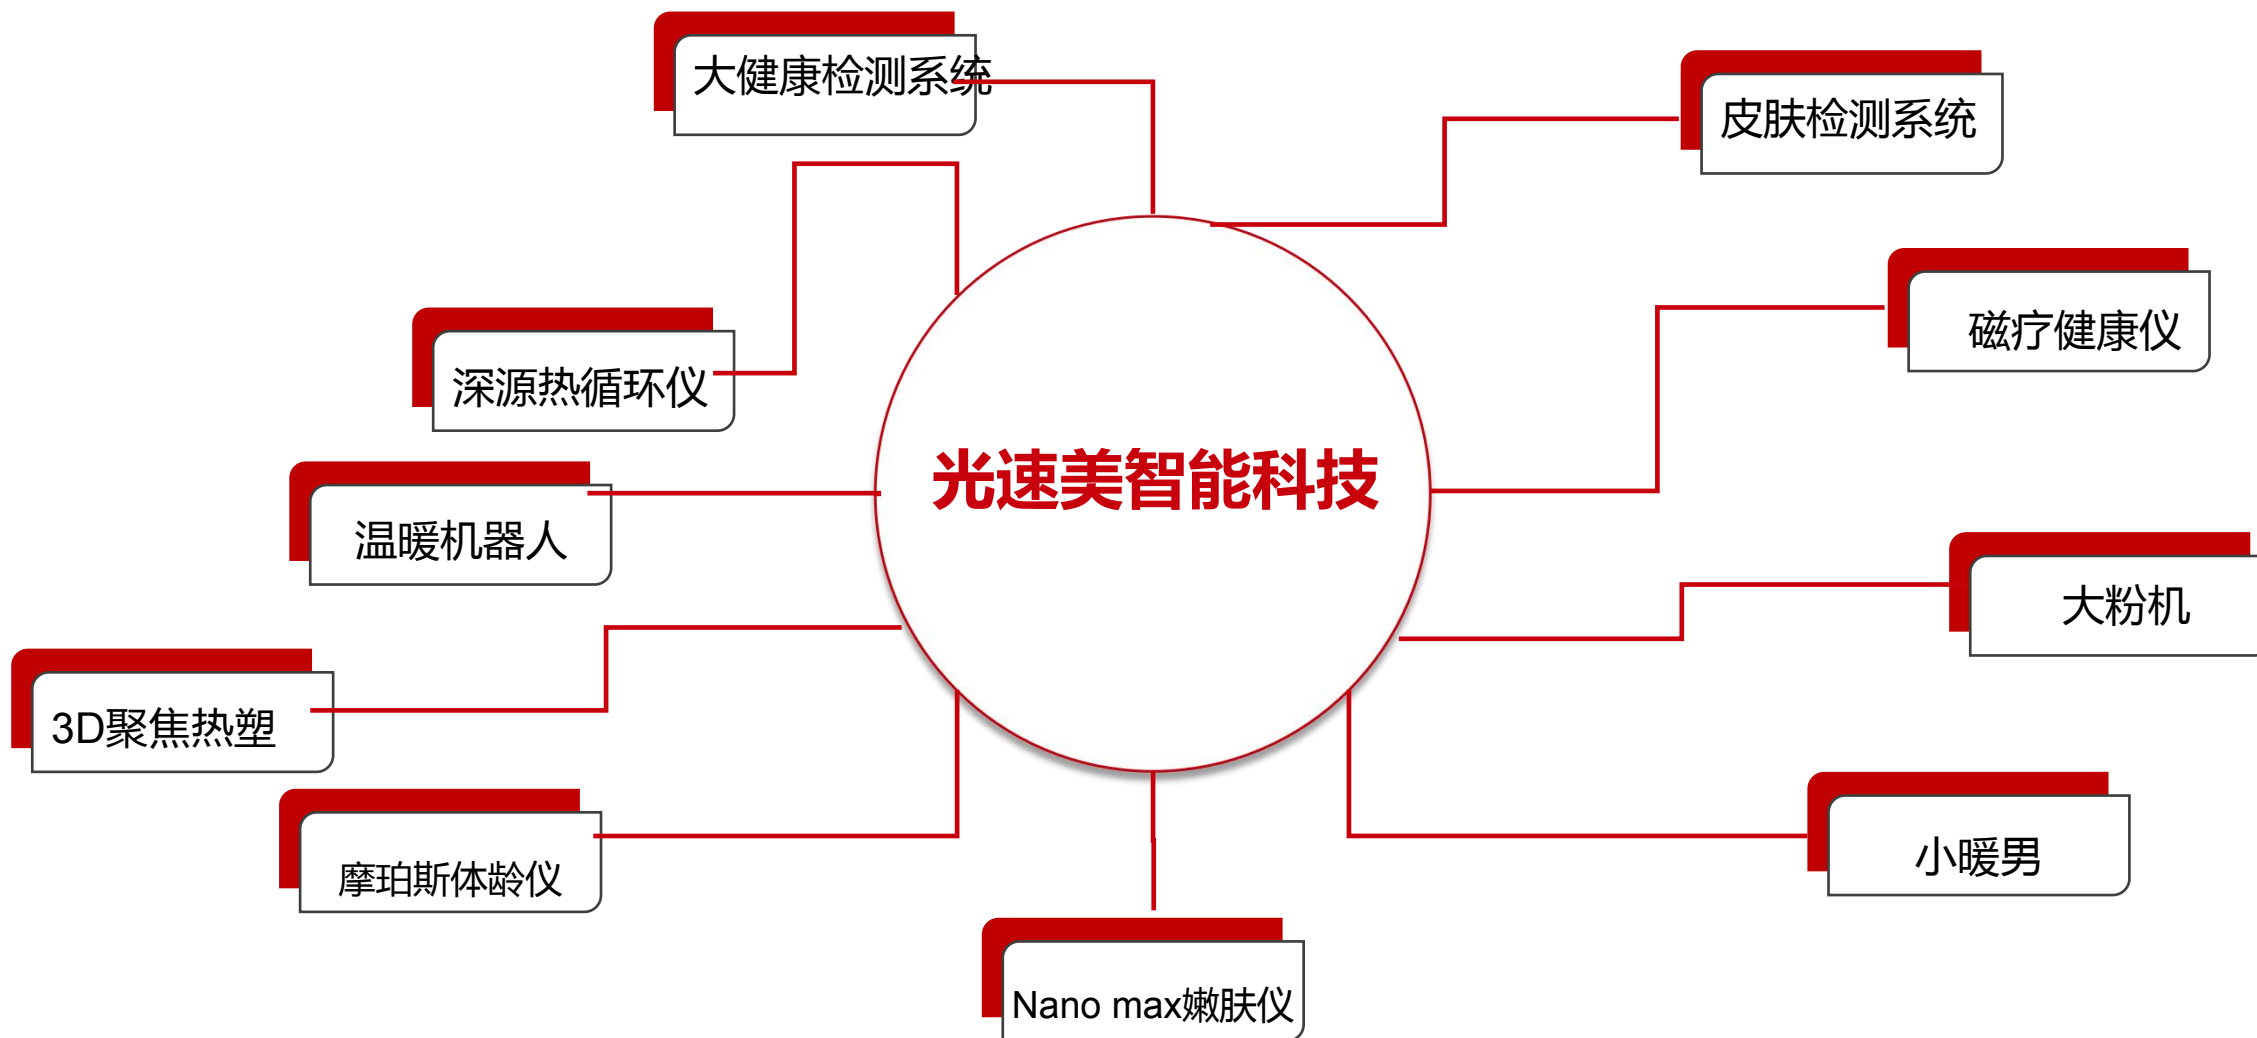 大健康检测系统
皮肤检测系统
磁疗健康仪
深源热循环仪
光速美智能科技
温暖机器人
大粉机
3D聚焦热塑
小暖男
摩珀斯体龄仪
Nano max嫩肤仪